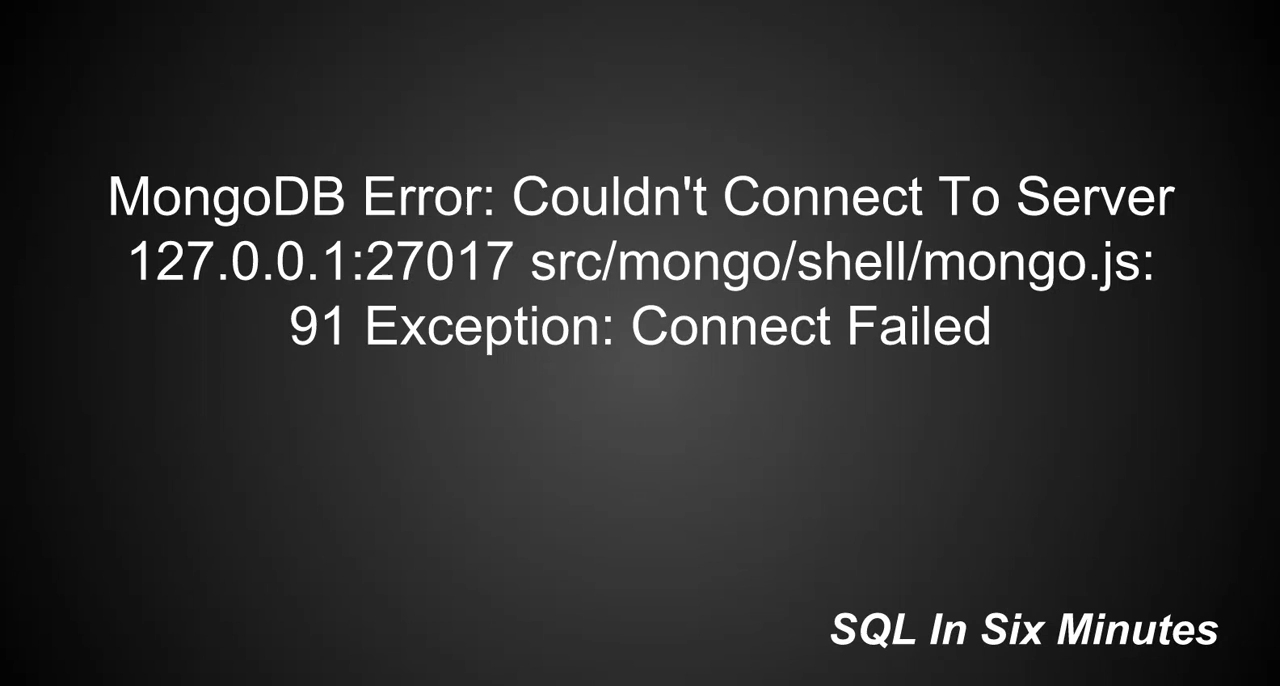 MongoDB Error: Couldn't Connect To Server
127.0.0.1:27017 src/mongo/shell/mongo.js:
91 Exception: Connect Failed
SQL In Six Minutes